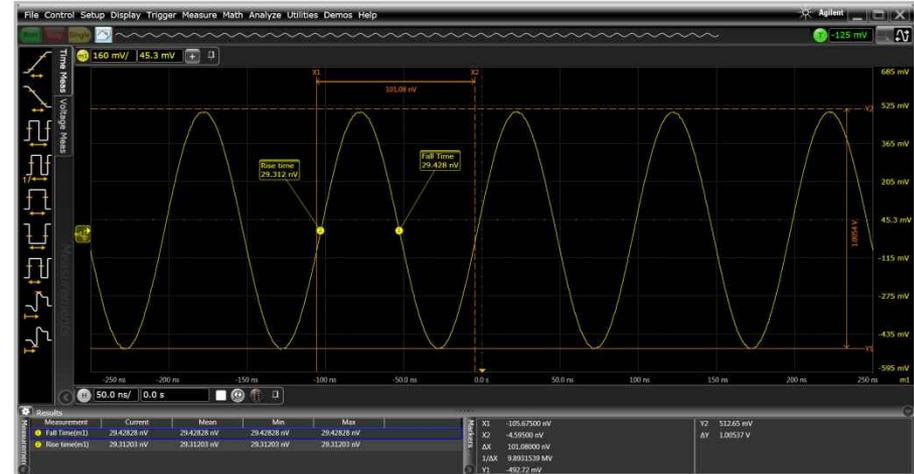 File Control Setup Display Trigger Measure Math Analyze Utilities Demos Help
Agilent
Single
T -125 mV
m1 160 mV/ 45.3 mV +
Time Meas
Voltage Meas
Measurements
X1
X2
101.08 nV
685 mV
525 mV
365 mV
205 mV
45.3 mV
-115 mV
-275 mV
-435 mV
-595 mV
Y2
Y1
1.0054 V
Rise time
29.312 nV
Fall Time
29.428 nV
-250 ns -200 ns -150 ns -100 ns -50.0 ns 0.0 s 50.0 ns 100 ns 150 ns 200 ns 250 ns m1
H 50.0 ns/ 0.0 s
Results
Measurement Current Mean Min Max
Fall Time(m1) 29.42828 nV 29.42828 nV 29.42828 nV 29.42828 nV
Rise time(m1) 29.31203 nV 29.31203 nV 29.31203 nV 29.31203 nV
Markers
X1 -105.67500 nV
X2 -4.59500 nV
ΔX 101.08000 nV
1/ΔX 9.8931539 MV
Y1 -492.72 mV
Y2 512.65 mV
ΔY 1.00537 V